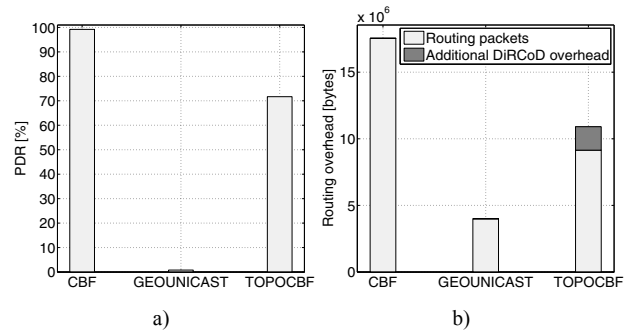 PDR [%]
100
90
80
70
60
50
40
30
20
10
0
CBF GEOUNICAST TOPOCBF
a)
x 10^6
Routing packets
Additional DiRCoD overhead
Routing overhead [bytes]
15
10
5
0
CBF GEOUNICAST TOPOCBF
b)